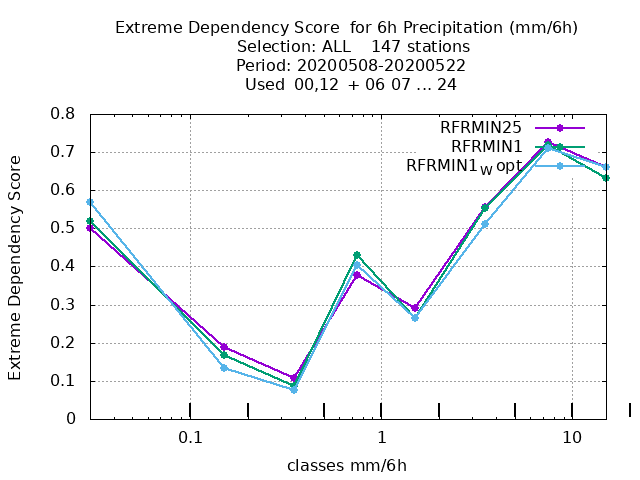 Extreme Dependency Score  for 6h Precipitation (mm/6h)
Selection: ALL    147 stations
Period: 20200508-20200522
Used  00,12  + 06 07 ... 24
RFRMIN25
RFRMIN1
RFRMIN1w opt
0.8
0.7
0.6
0.5
0.4
0.3
0.2
0.1
0
Extreme Dependency Score
0.1
1
10
classes mm/6h